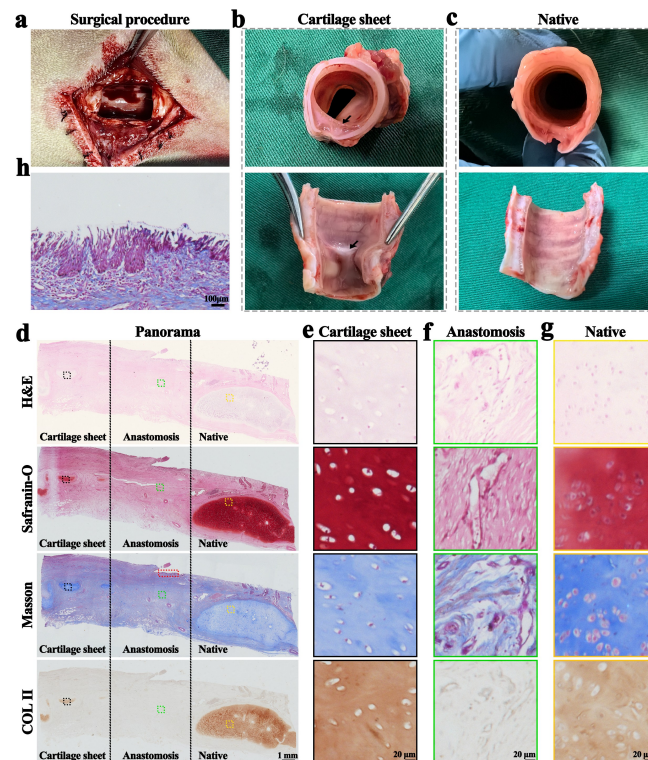 a Surgical procedure
b Cartilage sheet
c Native
h
100μm
d Panorama
e Cartilage sheet
f Anastomosis
g Native
H&E
Cartilage sheet Anastomosis Native
Safranin-O
Cartilage sheet Anastomosis Native
Masson
Cartilage sheet Anastomosis Native
COL II
Cartilage sheet Anastomosis Native
1 mm
20 μm
20 μm
20 μm